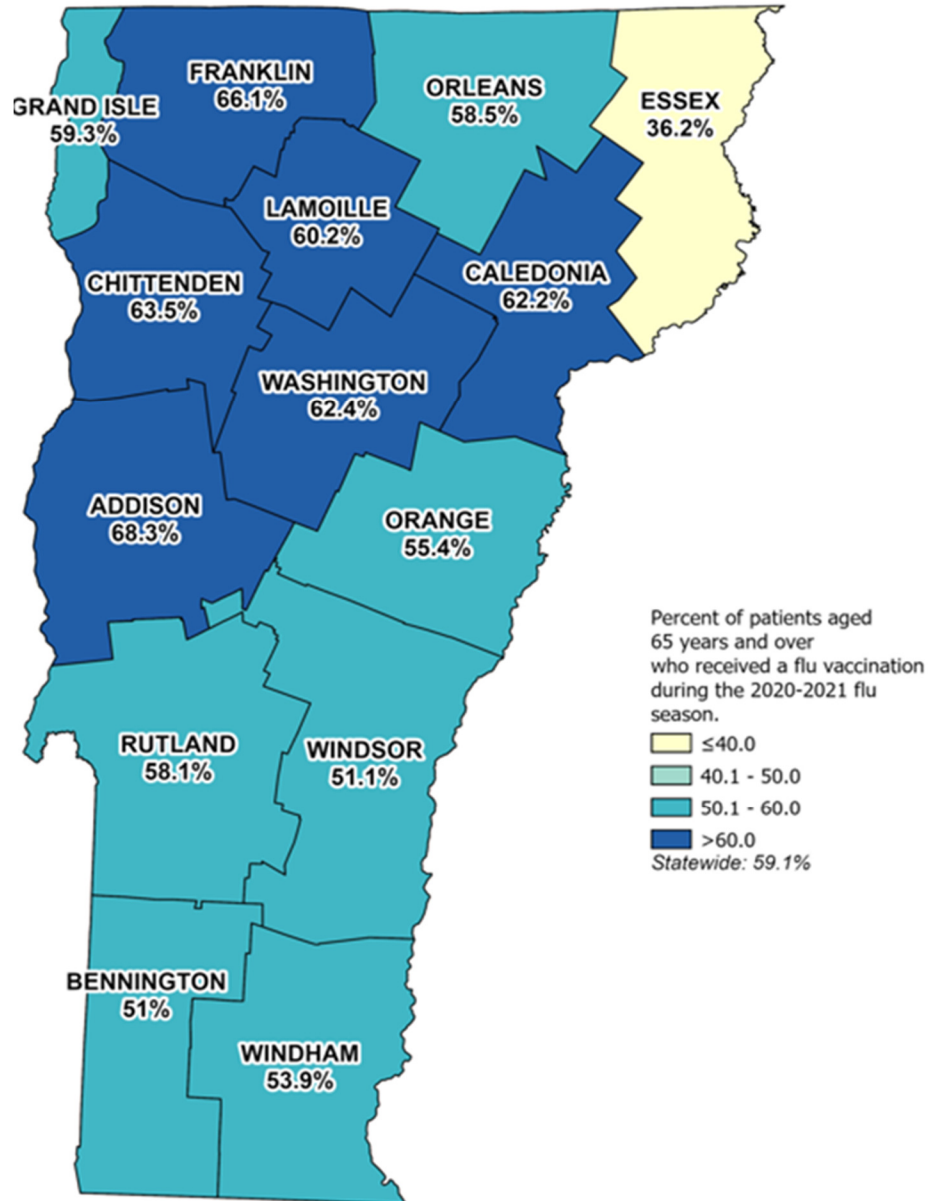 FRANKLIN
66.1%
ORLEANS
58.5%
ESSEX
36.2%
GRAND ISLE
59.3%
LAMOILLE
60.2%
CHITTENDEN
63.5%
CALEDONIA
62.2%
WASHINGTON
62.4%
ADDISON
68.3%
ORANGE
55.4%
RUTLAND
58.1%
WINDSOR
51.1%
BENNINGTON
51%
WINDHAM
53.9%
Percent of patients aged
65 years and over
who received a flu vaccination
during the 2020-2021 flu
season.
≤40.0
40.1 - 50.0
50.1 - 60.0
>60.0
Statewide: 59.1%